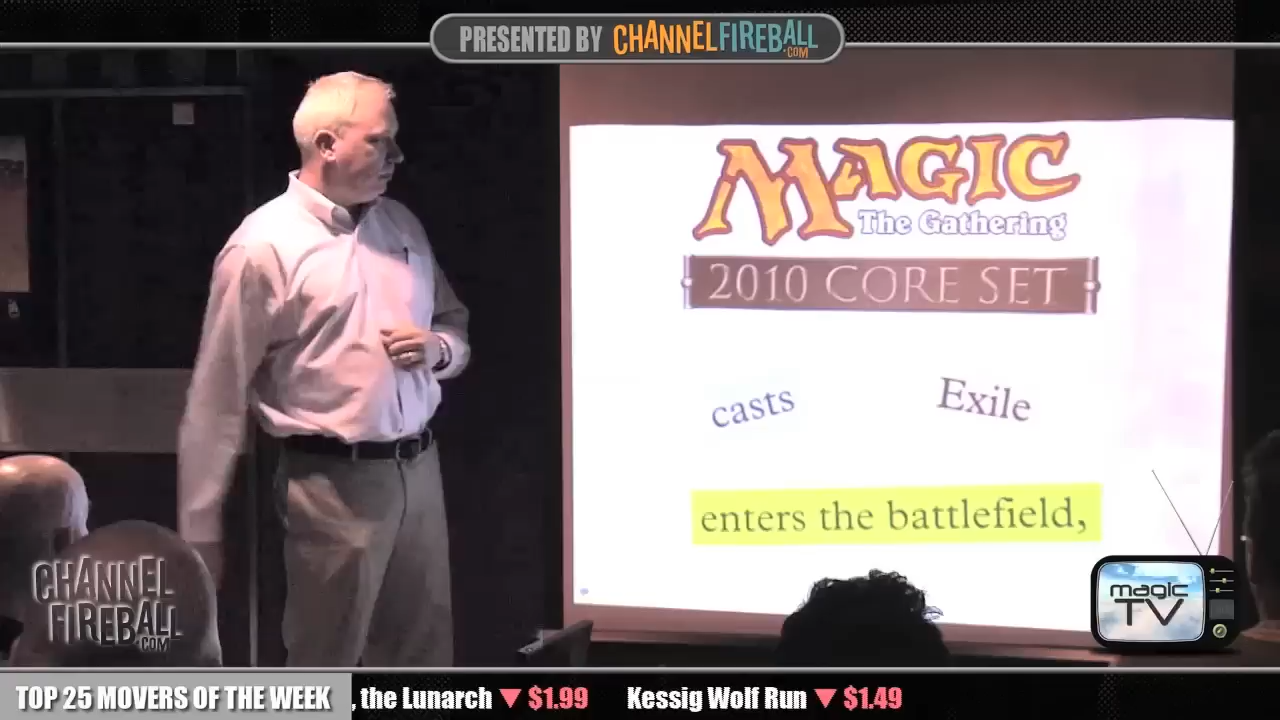 PRESENTED BY CHANNELFIREBALL.COM
MAGIC
The Gathering
2010 CORE SET
casts Exile
enters the battlefield,
CHANNEL
FIREBALL
.COM
magic
TV
TOP 25 MOVERS OF THE WEEK , the Lunarch ▼ $1.99 Kessig Wolf Run ▼ $1.49